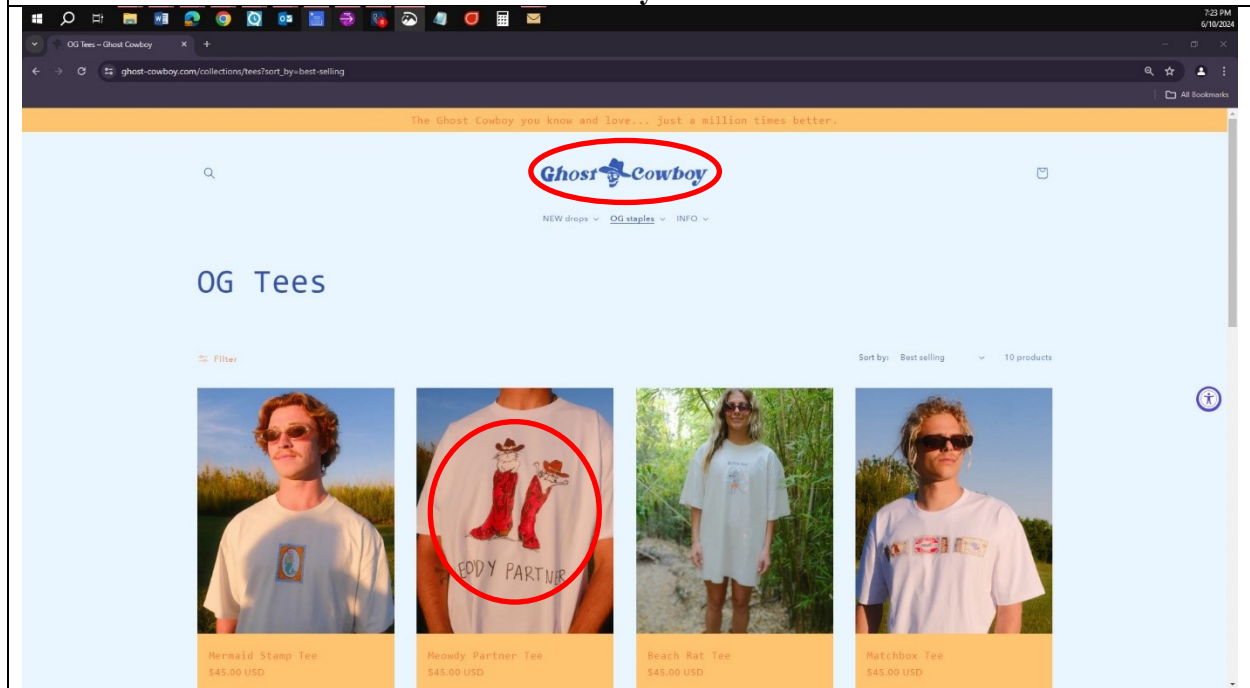 7:23 PM
6/10/2024
OG Tees – Ghost Cowboy
ghost-cowboy.com/collections/tees?sort_by=best-selling
All Bookmarks
The Ghost Cowboy you know and love... just a million times better.
Ghost Cowboy
NEW drops OG staples INFO
OG Tees
Filter
Sort by: Best selling 10 products
EODY PARTNER
Mermaid Stamp Tee
$45.00 USD
Meowdy Partner Tee
$45.00 USD
Beach Rat Tee
$45.00 USD
Matchbox Tee
$45.00 USD